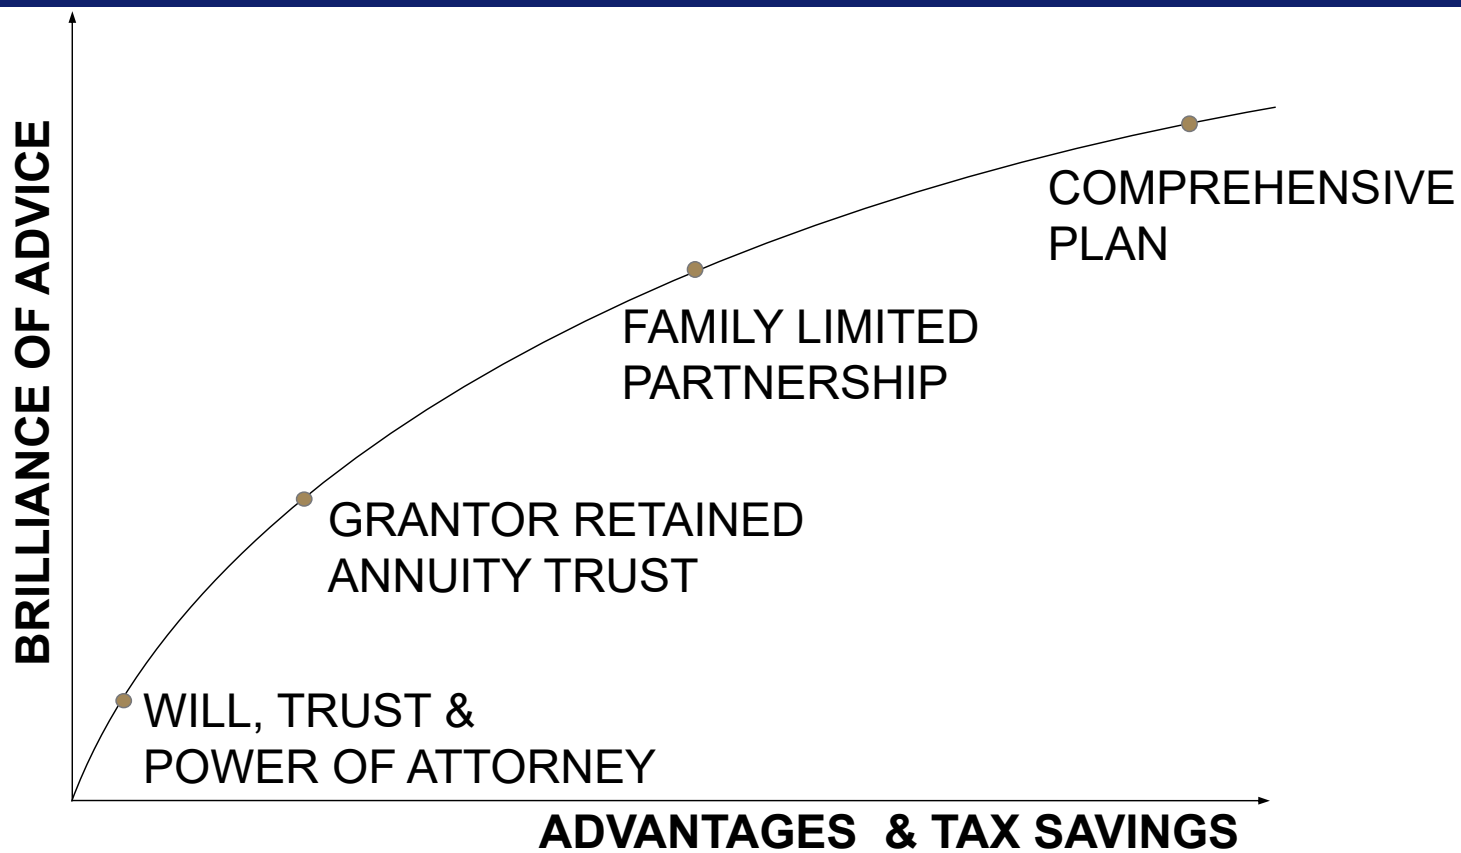 BRILLIANCE OF ADVICE
COMPREHENSIVE
PLAN
FAMILY LIMITED
PARTNERSHIP
GRANTOR RETAINED
ANNUITY TRUST
WILL, TRUST &
POWER OF ATTORNEY
ADVANTAGES & TAX SAVINGS